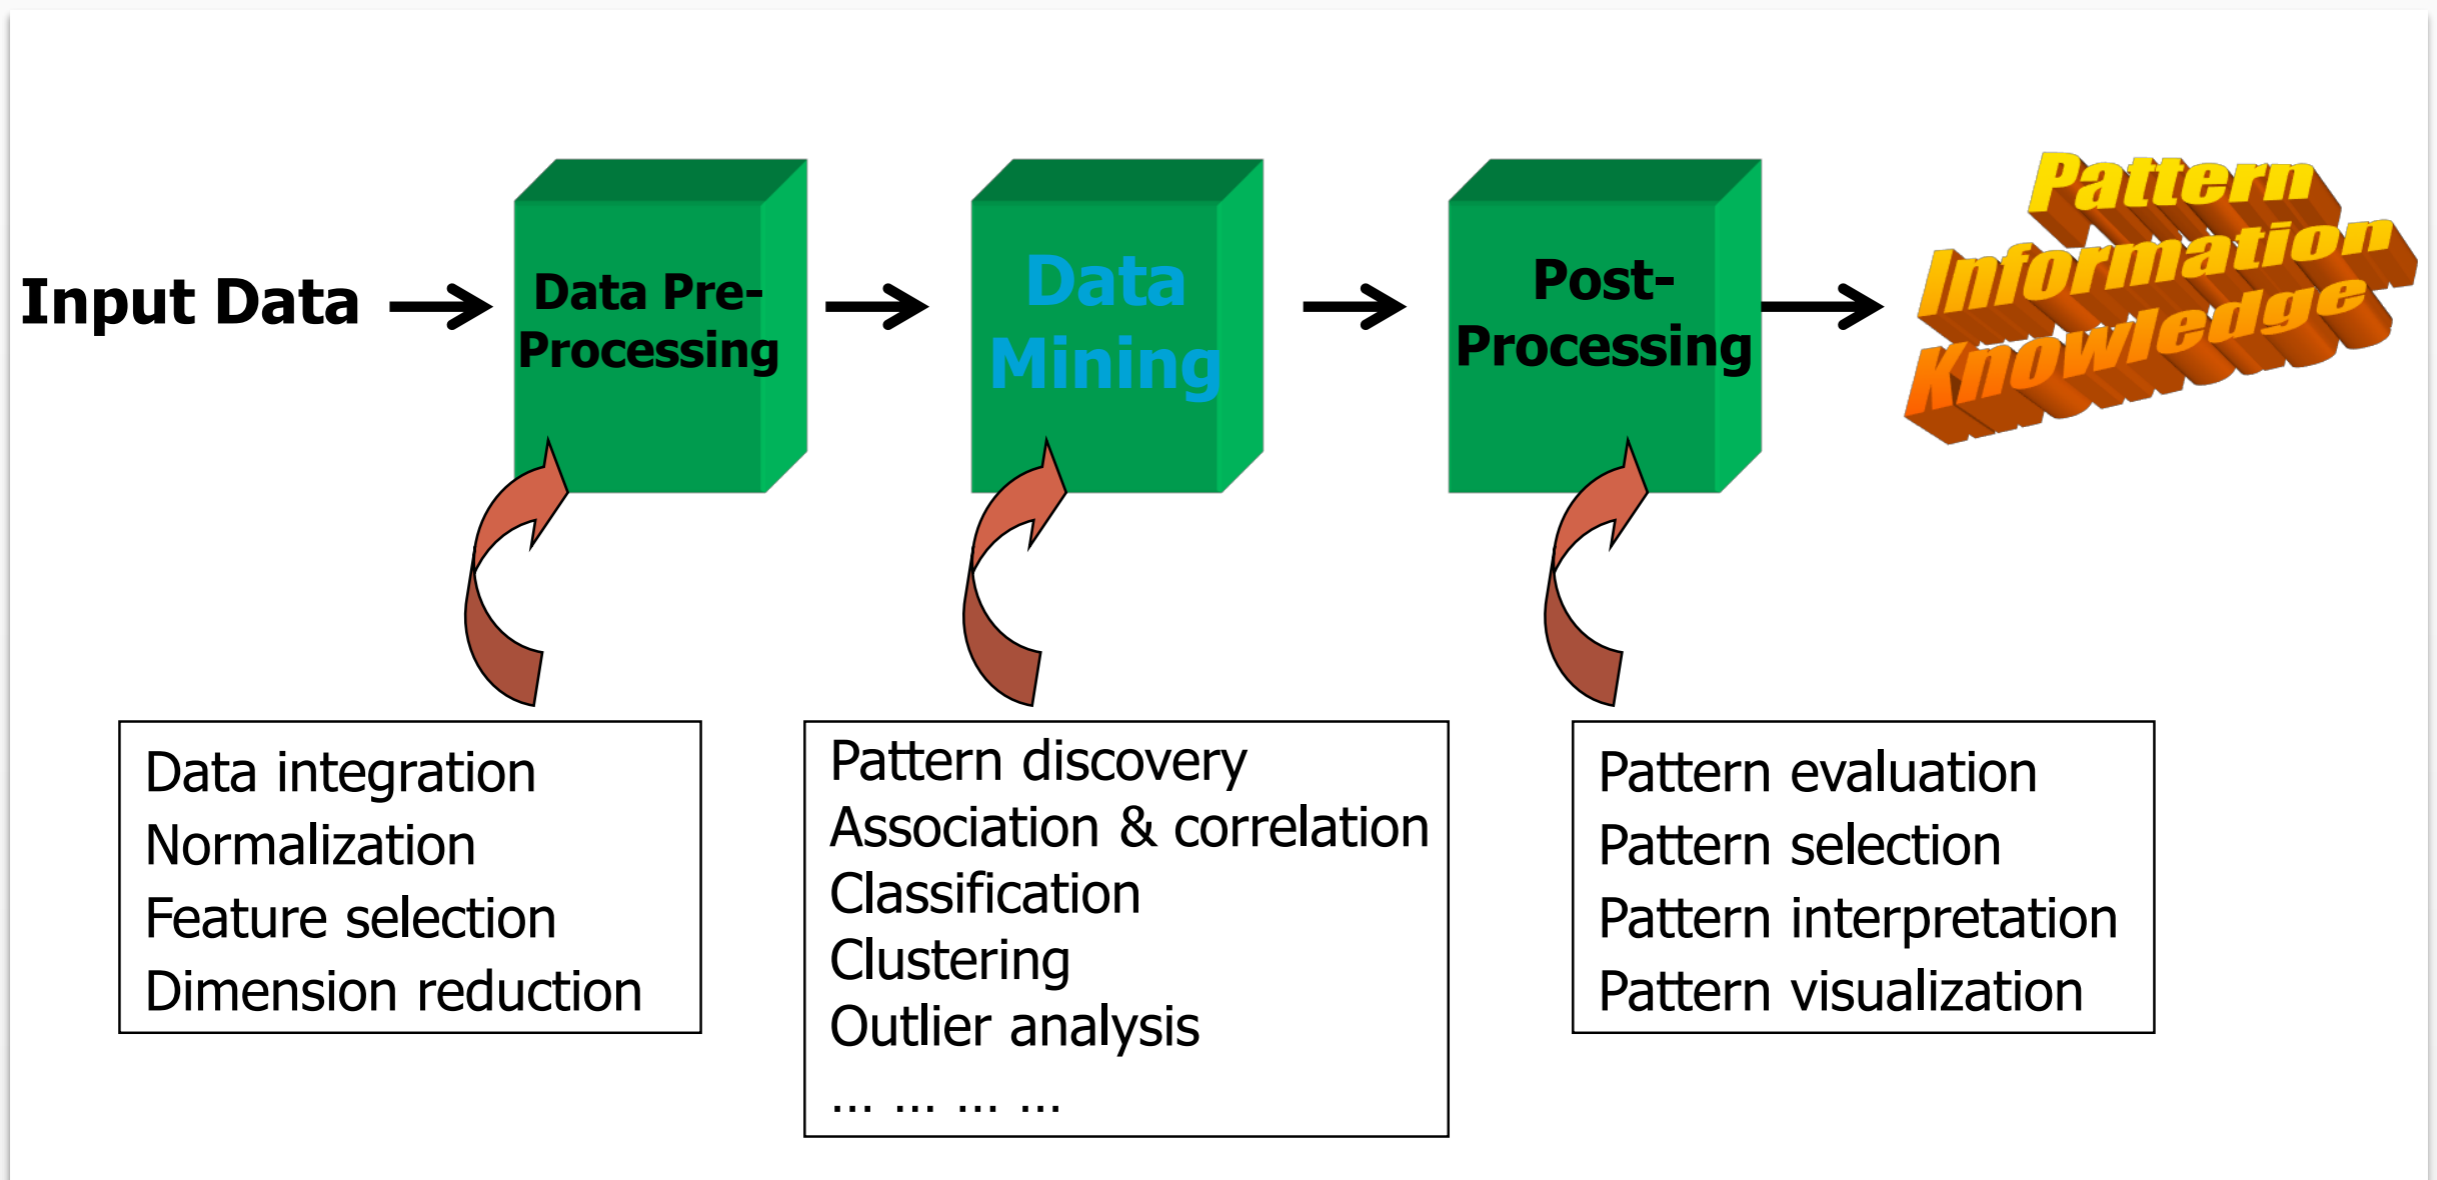 Input Data
Data Pre-
Processing
Data
Mining
Post-
Processing
Pattern
Information
Knowledge
Data integration
Normalization
Feature selection
Dimension reduction
Pattern discovery
Association & correlation
Classification
Clustering
Outlier analysis
… … … …
Pattern evaluation
Pattern selection
Pattern interpretation
Pattern visualization